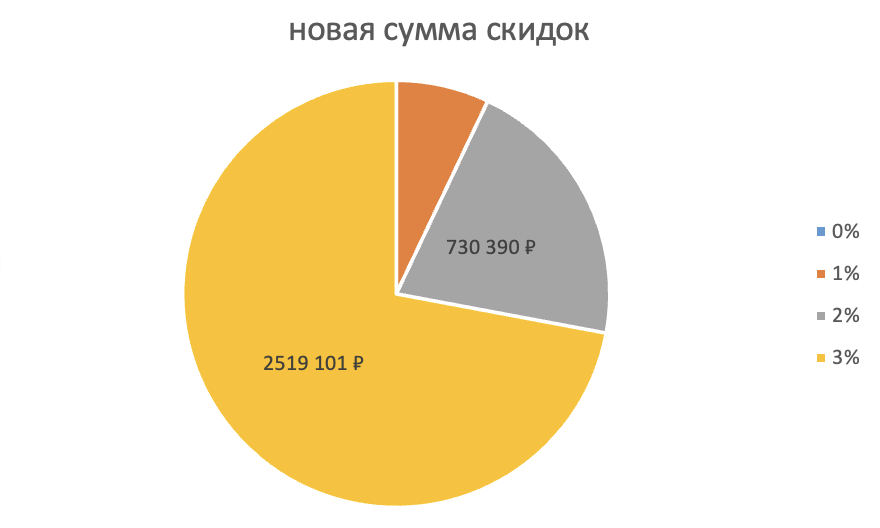 новая сумма скидок
730 390 ₽
2519 101 ₽
0%
1%
2%
3%